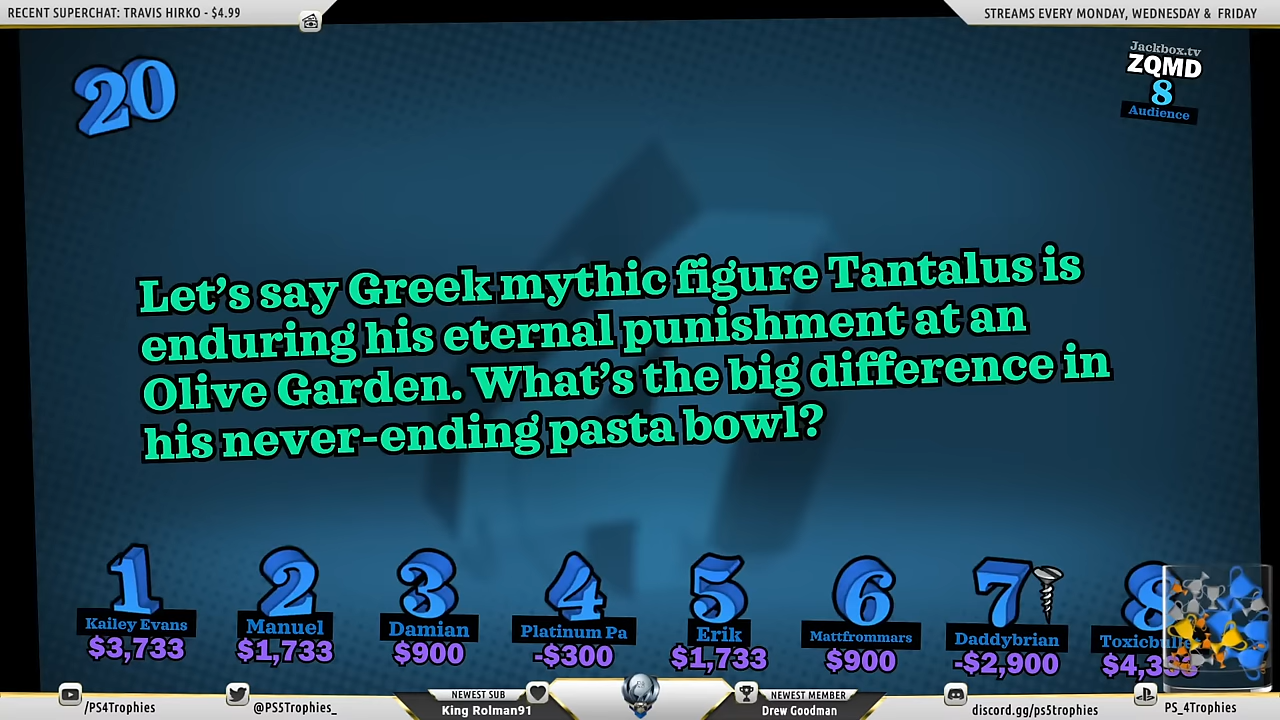 RECENT SUPERCHAT: TRAVIS HIRKO - $4.99
STREAMS EVERY MONDAY, WEDNESDAY & FRIDAY
20
Jackbox.tv
ZQMD
8
Audience
Let's say Greek mythic figure Tantalus is
enduring his eternal punishment at an
Olive Garden. What's the big difference in
his never-ending pasta bowl?
1
Kailey Evans
$3,733
2
Manuel
$1,733
3
Damian
$900
4
Platinum Pa
-$300
5
Erik
$1,733
6
Mattfrommars
$900
7
Daddybrian
-$2,900
8
/PS4Trophies
@PS5Trophies_
NEWEST SUB
King Rolman91
NEWEST MEMBER
Drew Goodman
discord.gg/ps5trophies
PS_4Trophies